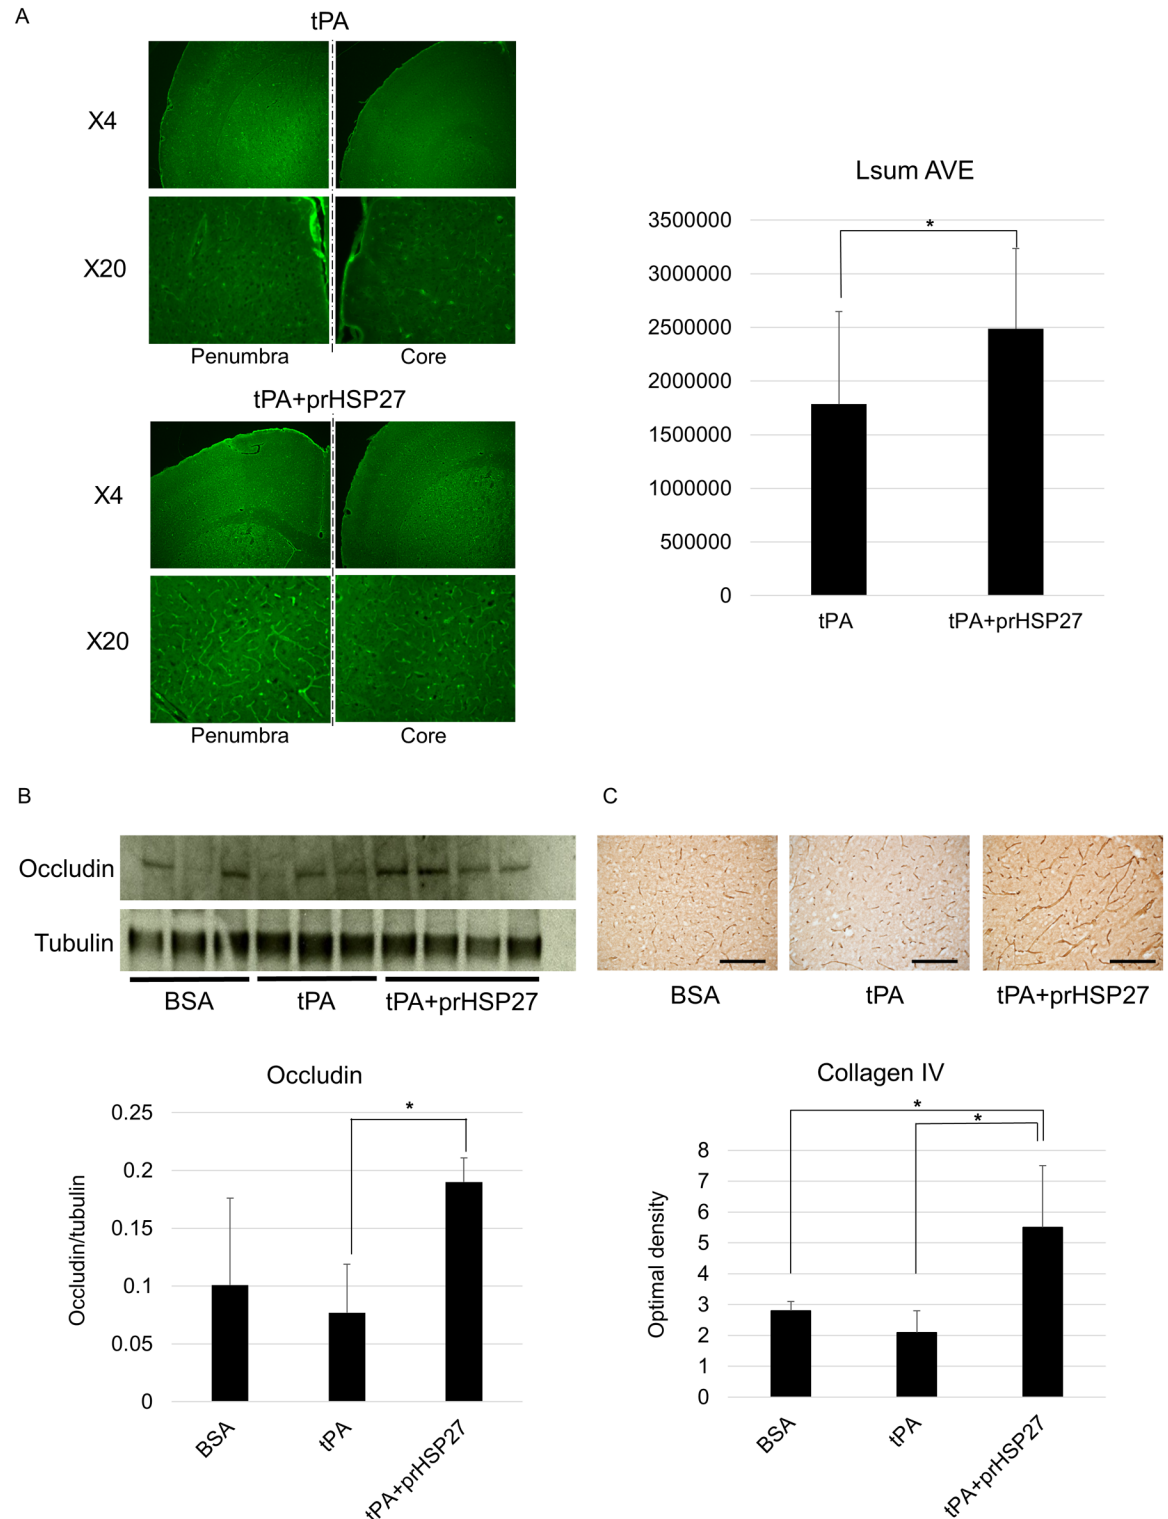 A
tPA
X4
X20
Penumbra
Core
tPA+prHSP27
X4
X20
Penumbra
Core
Lsum AVE
3500000
3000000
2500000
2000000
1500000
1000000
500000
0
*
tPA
tPA+prHSP27
B
Occludin
Tubulin
BSA
tPA
tPA+prHSP27
Occludin
Occludin/tubulin
0.25
0.2
0.15
0.1
0.05
0
*
BSA
tPA
tPA+prHSP27
C
BSA
tPA
tPA+prHSP27
Collagen IV
Optimal density
8
7
6
5
4
3
2
1
0
*
*
BSA
tPA
tPA+prHSP27